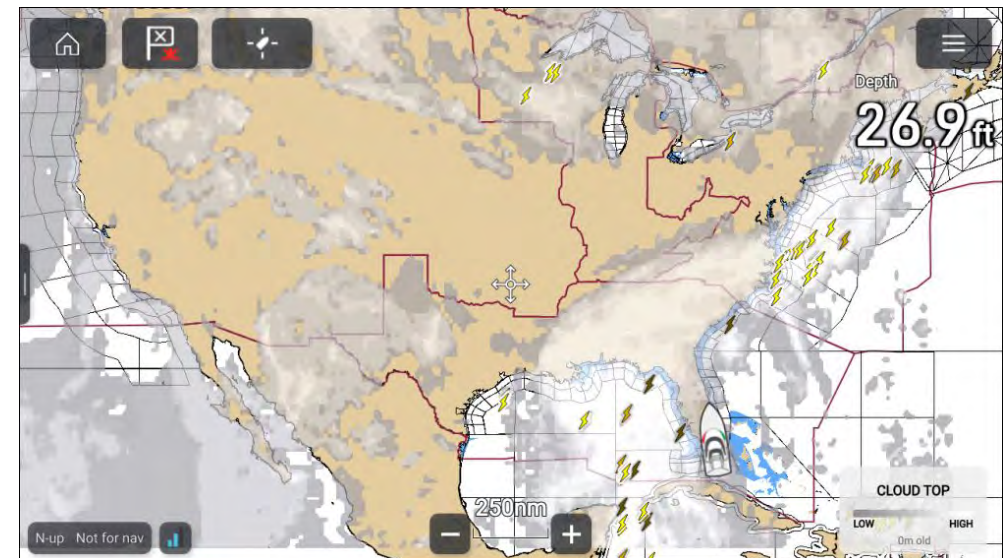 Depth
26.9 ft
250nm
CLOUD TOP
LOW HIGH
0m old
N-up Not for nav